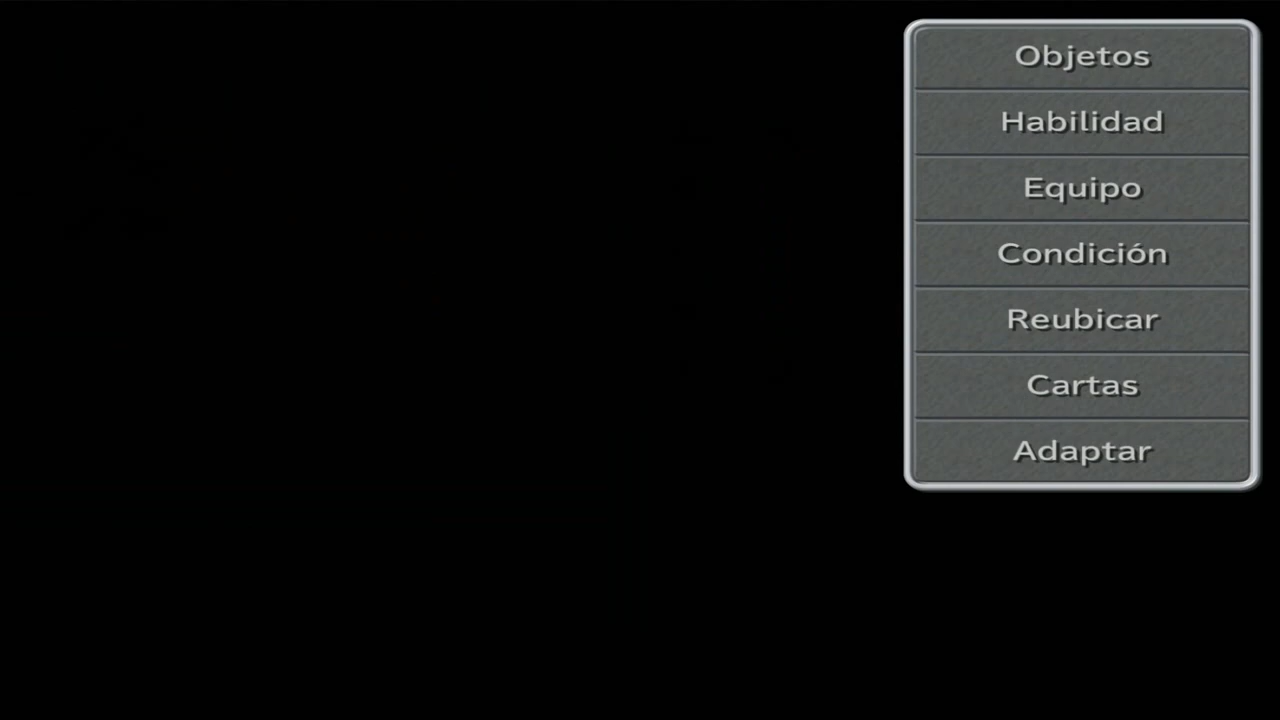 Objetos
Habilidad
Equipo
Condición
Reubicar
Cartas
Adaptar